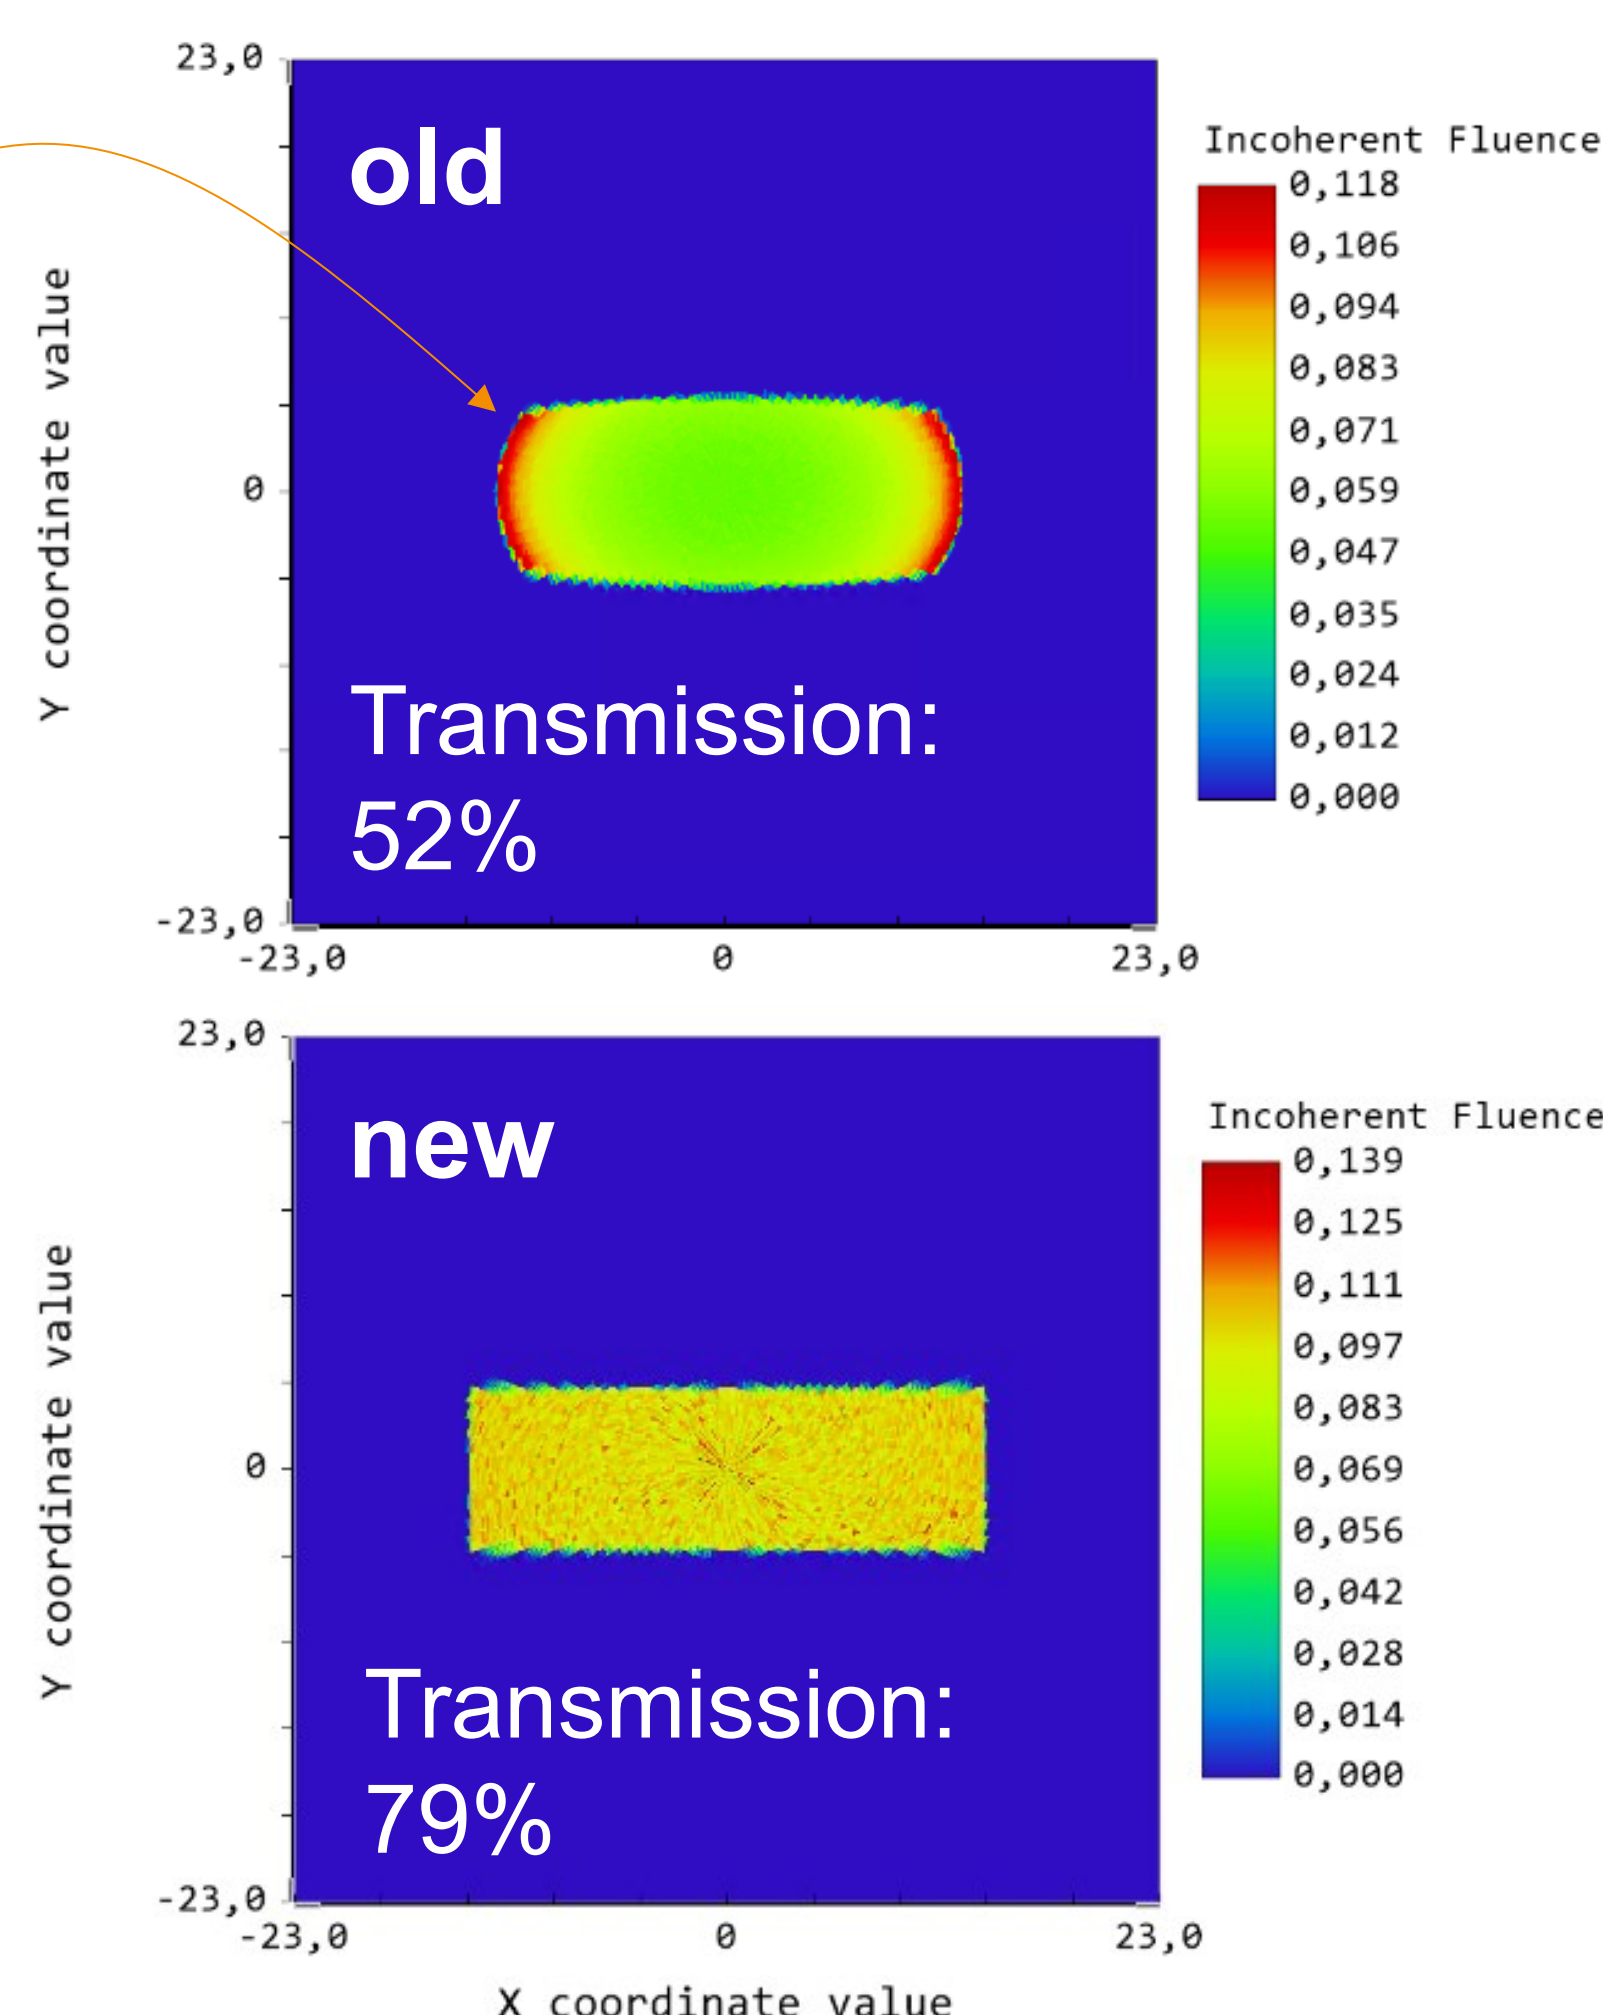 23,0
old
Incoherent Fluence
0,118
0,106
0,094
0,083
0,071
0,059
0,047
0,035
0,024
0,012
0,000
Y coordinate value
0
Transmission:
52%
-23,0
-23,0 0 23,0
23,0
new
Incoherent Fluence
0,139
0,125
0,111
0,097
0,083
0,069
0,056
0,042
0,028
0,014
0,000
Y coordinate value
0
Transmission:
79%
-23,0
-23,0 0 23,0
X coordinate value